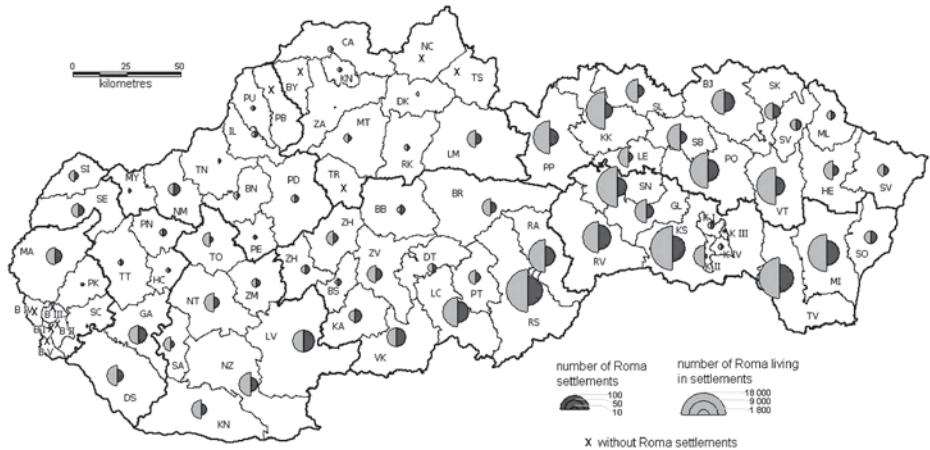 0 25 50
kilometres
CA
NC
X
KN
X
BY
X
X
TS
PU
PB
DK
IL
ZA
MT
TN
RK
LM
PP
KK
SL
BJ
SK
SV
ML
LE
SB
PO
VT
HE
SV
SI
MY
SE
NM
BN
PD
TR
X
BB
BR
ZH
PN
TO
PE
ZH
ZV
DT
RA
SN
GL
RV
KS
K III
K IV
K II
SO
MI
TV
MA
PK
TT
HC
NT
ZM
BS
KA
LC
PT
RS
SC
GA
SA
LV
VK
NZ
DS
KN
B III
B II
B V
number of Roma
settlements
100
50
10
number of Roma living
in settlements
18 000
9 000
1 800
X without Roma settlements